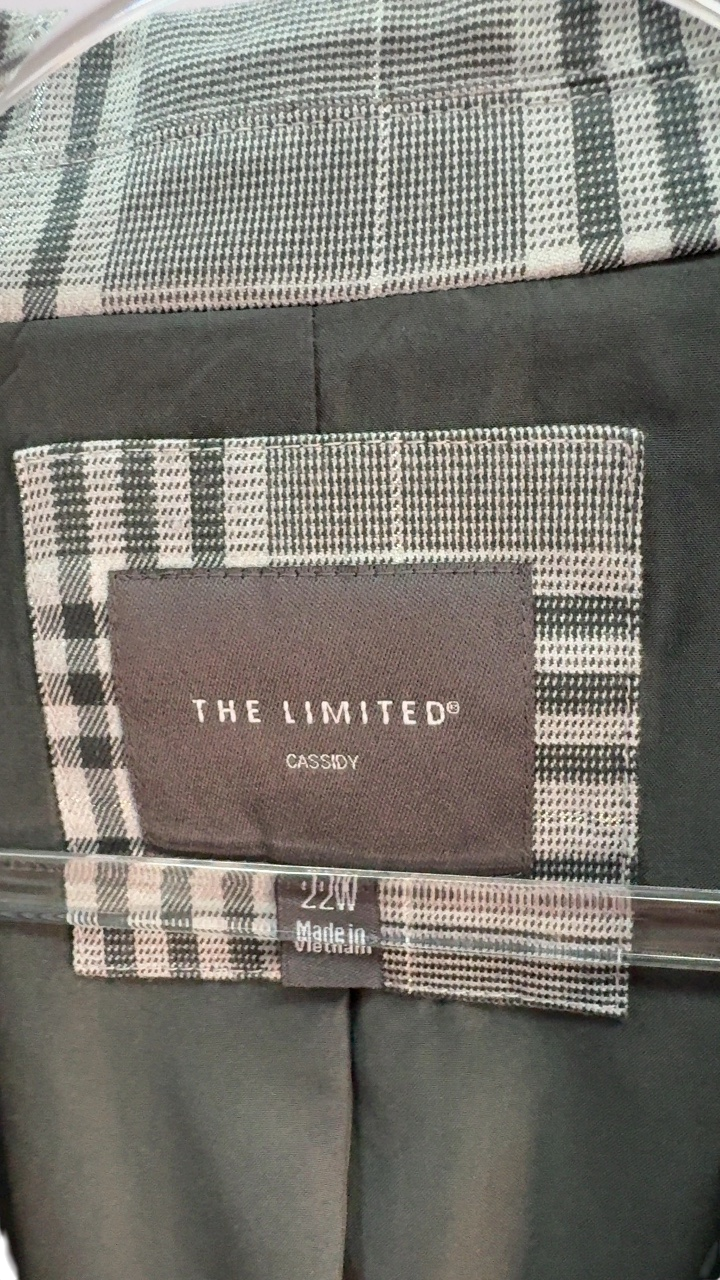 THE LIMITED®
CASSIDY
22W
Made in
Vietnam